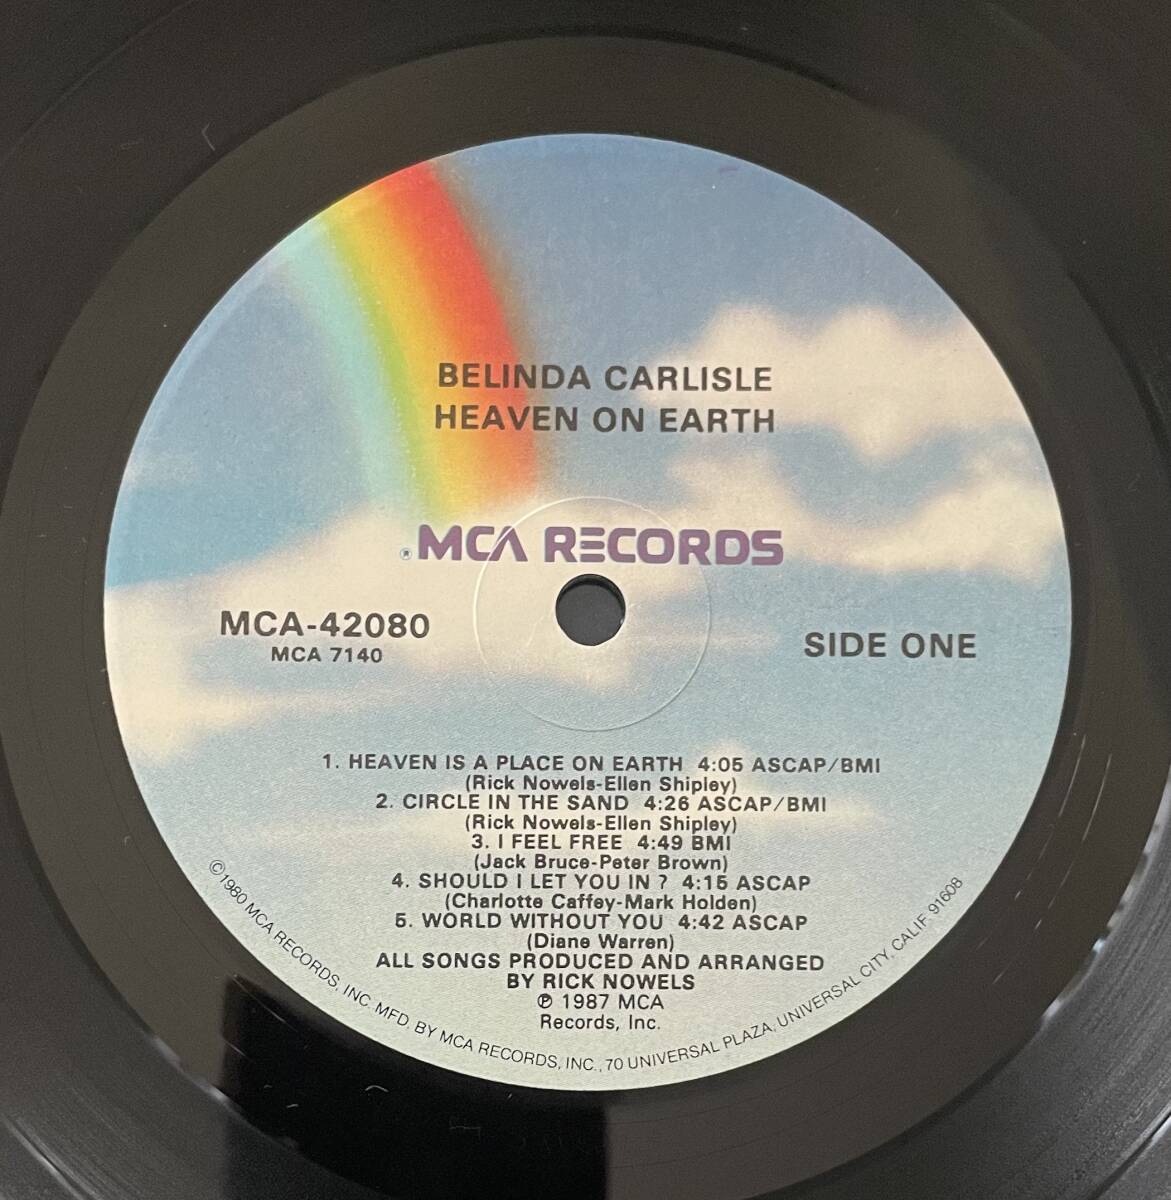 BELINDA CARLISLE
HEAVEN ON EARTH
® MCA RECORDS
MCA-42080
MCA 7140
SIDE ONE
1. HEAVEN IS A PLACE ON EARTH 4:05 ASCAP/BMI
(Rick Nowels-Ellen Shipley)
2. CIRCLE IN THE SAND 4:26 ASCAP/BMI
(Rick Nowels-Ellen Shipley)
3. I FEEL FREE 4:49 BMI
(Jack Bruce-Peter Brown)
4. SHOULD I LET YOU IN ? 4:15 ASCAP
(Charlotte Caffey-Mark Holden)
5. WORLD WITHOUT YOU 4:42 ASCAP
(Diane Warren)
ALL SONGS PRODUCED AND ARRANGED
BY RICK NOWELS
℗ 1987 MCA
Records, Inc.
©1980 MCA RECORDS, INC. MFD. BY MCA RECORDS, INC., 70 UNIVERSAL PLAZA, UNIVERSAL CITY, CALIF. 91608